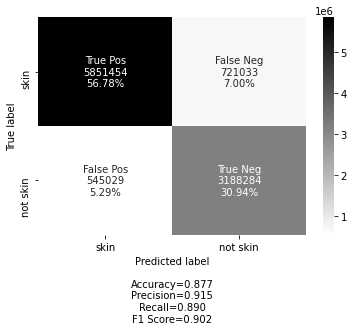 1e6
True Pos
5851454
56.78%
False Neg
721033
7.00%
False Pos
545029
5.29%
True Neg
3188284
30.94%
skin
not skin
True label
skin
not skin
Predicted label
6
5
4
3
2
1
Accuracy=0.877
Precision=0.915
Recall=0.890
F1 Score=0.902